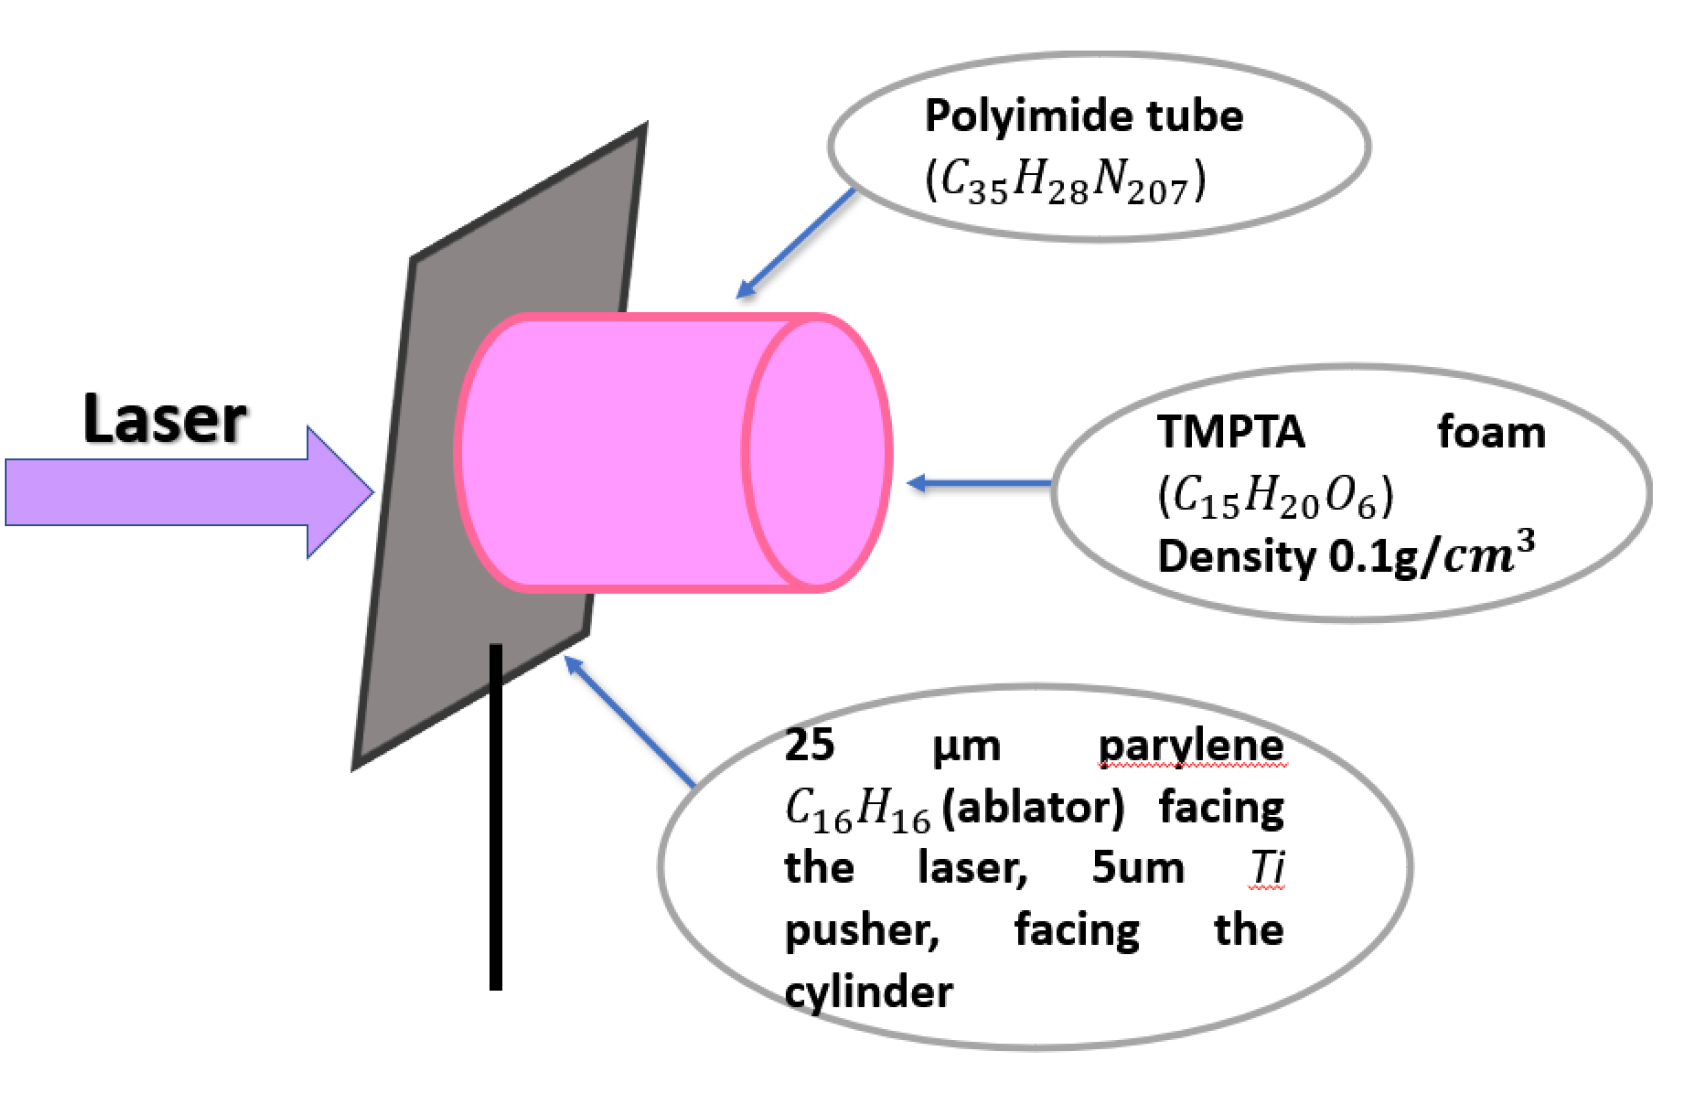 Polyimide tube
(C₃₅H₂₈N₂₀₇)
Laser
TMPTA foam
(C₁₅H₂₀O₆)
Density 0.1g/cm³
25 μm parylene
C₁₆H₁₆ (ablator) facing
the laser, 5um Ti
pusher, facing the
cylinder